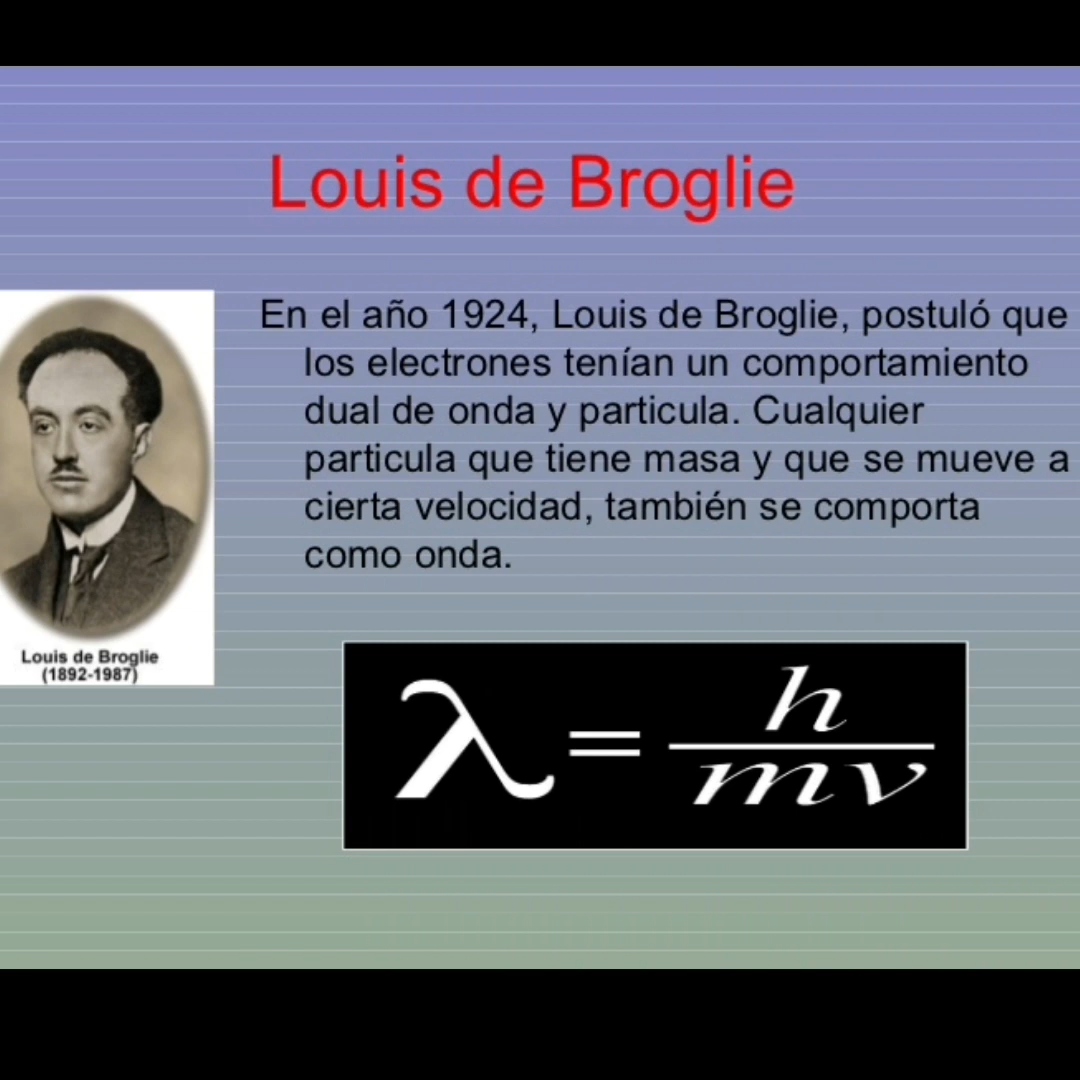 Louis de Broglie
En el año 1924, Louis de Broglie, postuló que
los electrones tenían un comportamiento
dual de onda y particula. Cualquier
particula que tiene masa y que se mueve a
cierta velocidad, también se comporta
como onda.
Louis de Broglie
(1892-1987)
λ = h
mv